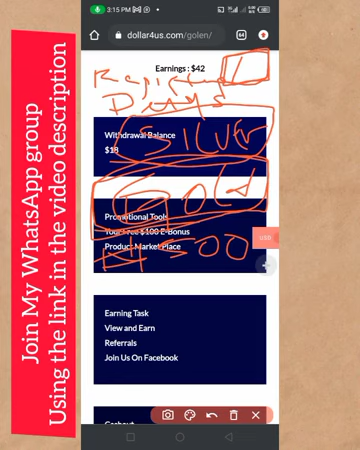 Join My WhatsApp group
Using the link in the video description
3:15 PM
dollar4us.com/golen/
64
Earnings : $42
Withdrawal Balance
$18
SILVER
GOLD
Promotional Tools
Your Free $100 E-Bonus
Product Market Place
USD
Earning Task
View and Earn
Referrals
Join Us On Facebook
Cashout